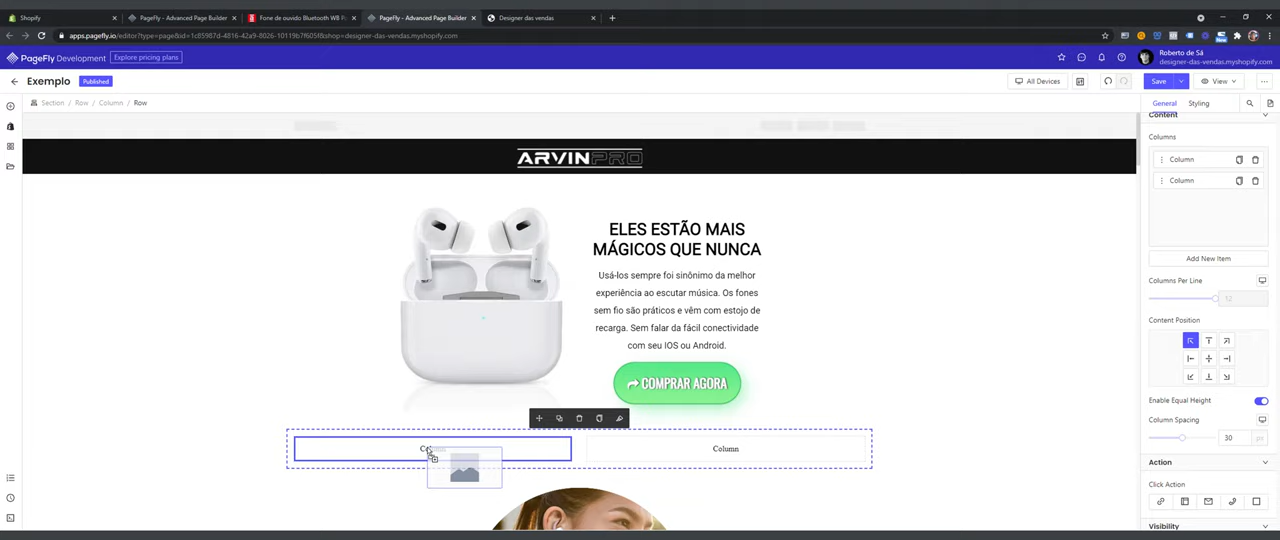 Shopify
PageFly - Advanced Page Builder
Fone de ouvido Bluetooth W8 P
PageFly - Advanced Page Builder
Designer das vendas
apps.pagefly.io/editor?type=page&id=1c85987d-4816-42a9-8026-10119b7f605f&shop=designer-das-vendas.myshopify.com
New
PageFly Development
Explore pricing plans
Roberto de Sá
designer-das-vendas.myshopify.com
Exemplo
Published
All Devices
Save
View
Section / Row / Column / Row
General
Styling
Content
Columns
Column
Column
Add New Item
Columns Per Line
12
Content Position
Enable Equal Height
Column Spacing
30 px
Action
Click Action
Visibility
ARVINPRO
ELES ESTÃO MAIS
MÁGICOS QUE NUNCA
Usá-los sempre foi sinônimo da melhor
experiência ao escutar música. Os fones
sem fio são práticos e vêm com estojo de
recarga. Sem falar da fácil conectividade
com seu IOS ou Android.
COMPRAR AGORA
Column